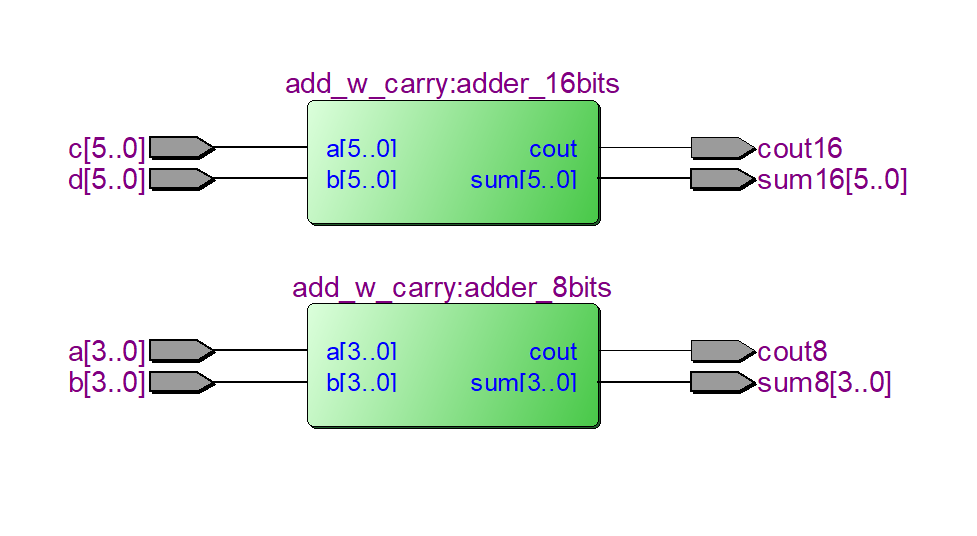 add_w_carry:adder_16bits
c[5..0] a[5..0] cout cout16
d[5..0] b[5..0] sum[5..0] sum16[5..0]
add_w_carry:adder_8bits
a[3..0] a[3..0] cout cout8
b[3..0] b[3..0] sum[3..0] sum8[3..0]